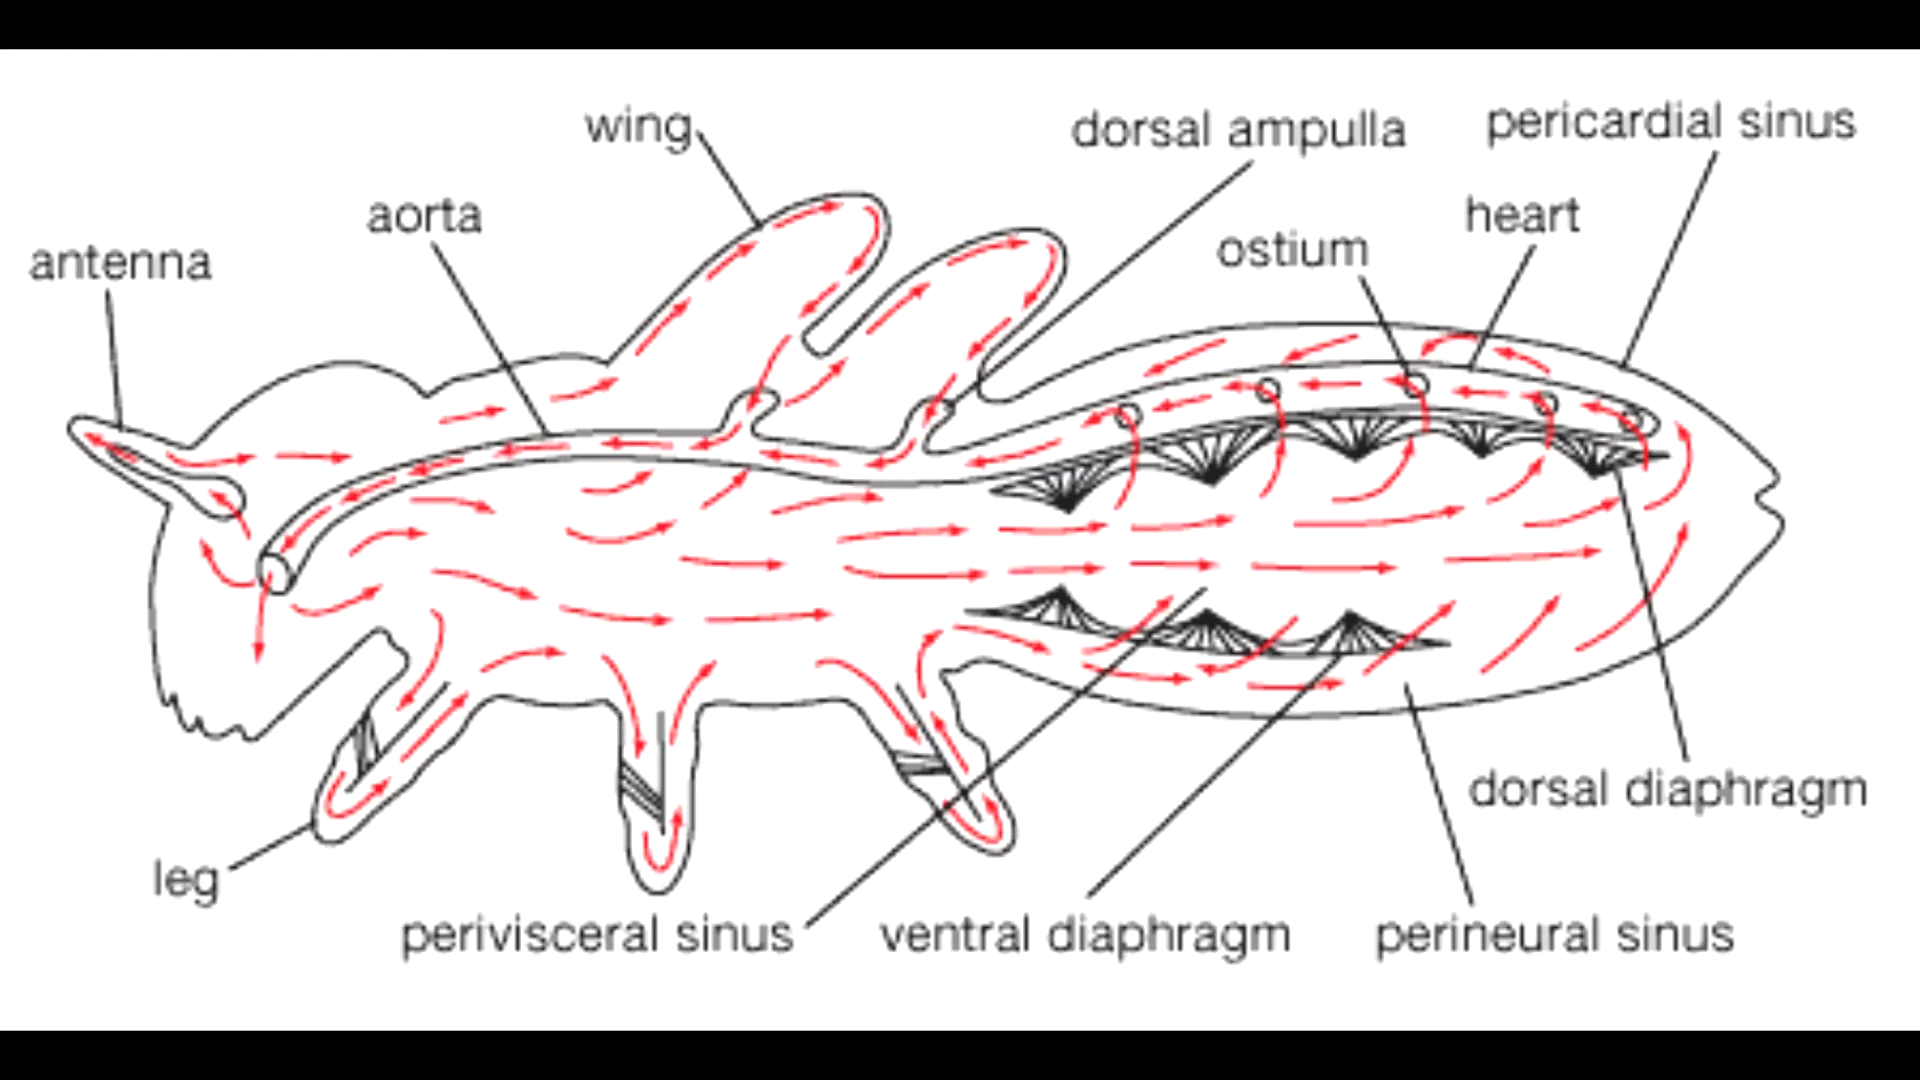 wing
dorsal ampulla
pericardial sinus
aorta
heart
ostium
antenna
dorsal diaphragm
leg
perivisceral sinus
ventral diaphragm
perineural sinus